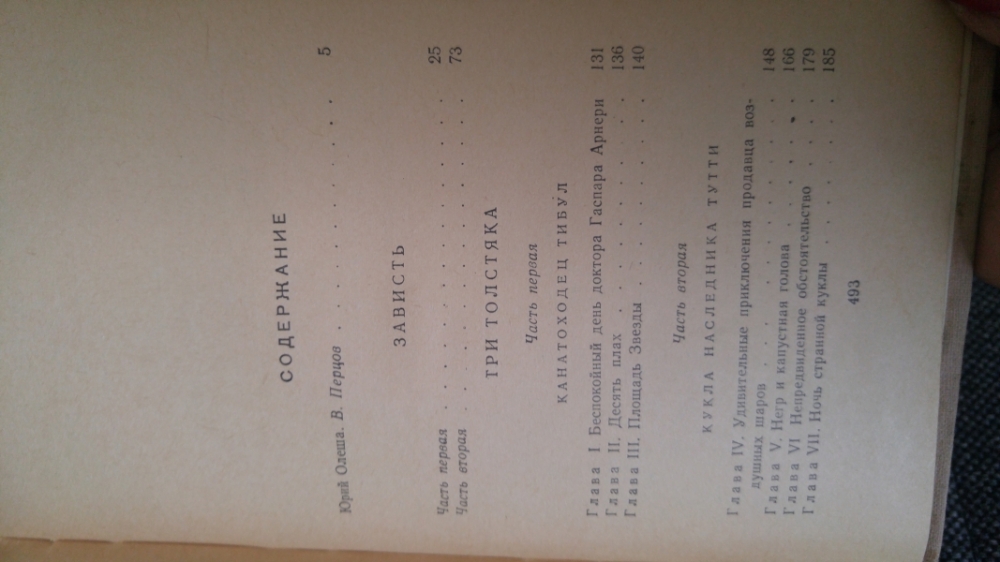 СОДЕРЖАНИЕ
Юрий Олеша. В. Перцов . . . . . . . . . . 5
ЗАВИСТЬ
Часть первая . . . . . . . . . . . . 25
Часть вторая . . . . . . . . . . . . 73
ТРИ ТОЛСТЯКА
Часть первая
КАНАТОХОДЕЦ ТИБУЛ
Глава I Беспокойный день доктора Гаспара Арнери 131
Глава II. Десять плах . . . . . . . . . 136
Глава III. Площадь Звезды . . . . . . . . 140
Часть вторая
КУКЛА НАСЛЕДНИКА ТУТТИ
Глава IV. Удивительные приключения продавца воз-
душных шаров . . . . . . . . . . . 148
Глава V. Негр и капустная голова . . . . . . 166
Глава VI Непредвиденное обстоятельство . . . . 179
Глава VII. Ночь странной куклы . . . . . . 185
493